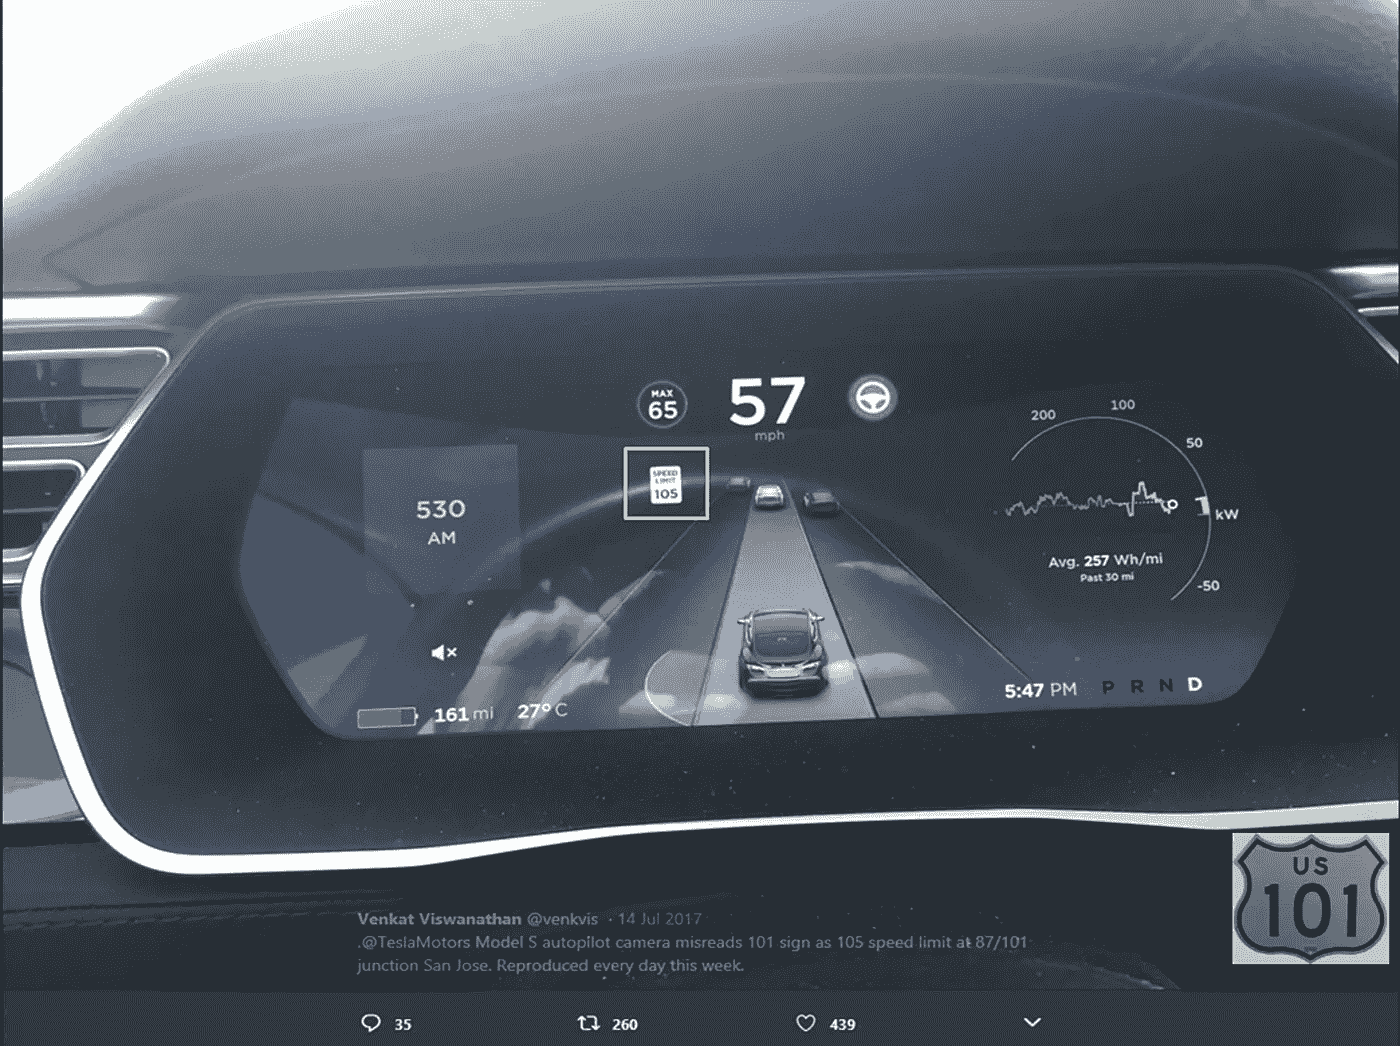 MAX
65
57
mph
SPEED
LIMIT
105
530
AM
200
100
50
kW
-50
Avg. 257 Wh/mi
Past 30 mi
161 mi 27° C
5:47 PM P R N D
US
101
Venkat Viswanathan @venkvis · 14 Jul 2017
.@TeslaMotors Model S autopilot camera misreads 101 sign as 105 speed limit at 87/101
junction San Jose. Reproduced every day this week.
35 260 439